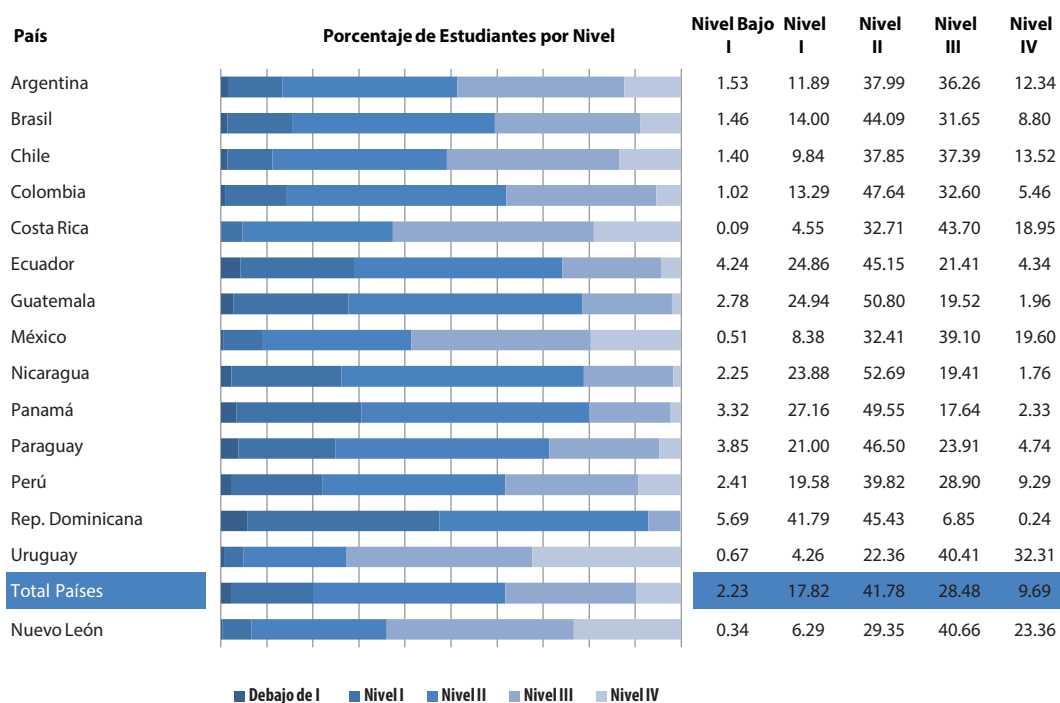 País Porcentaje de Estudiantes por Nivel Nivel Bajo I Nivel I Nivel II Nivel III Nivel IV
Argentina 1.53 11.89 37.99 36.26 12.34
Brasil 1.46 14.00 44.09 31.65 8.80
Chile 1.40 9.84 37.85 37.39 13.52
Colombia 1.02 13.29 47.64 32.60 5.46
Costa Rica 0.09 4.55 32.71 43.70 18.95
Ecuador 4.24 24.86 45.15 21.41 4.34
Guatemala 2.78 24.94 50.80 19.52 1.96
México 0.51 8.38 32.41 39.10 19.60
Nicaragua 2.25 23.88 52.69 19.41 1.76
Panamá 3.32 27.16 49.55 17.64 2.33
Paraguay 3.85 21.00 46.50 23.91 4.74
Perú 2.41 19.58 39.82 28.90 9.29
Rep. Dominicana 5.69 41.79 45.43 6.85 0.24
Uruguay 0.67 4.26 22.36 40.41 32.31
Total Países 2.23 17.82 41.78 28.48 9.69
Nuevo León 0.34 6.29 29.35 40.66 23.36
Debajo de I Nivel I Nivel II Nivel III Nivel IV